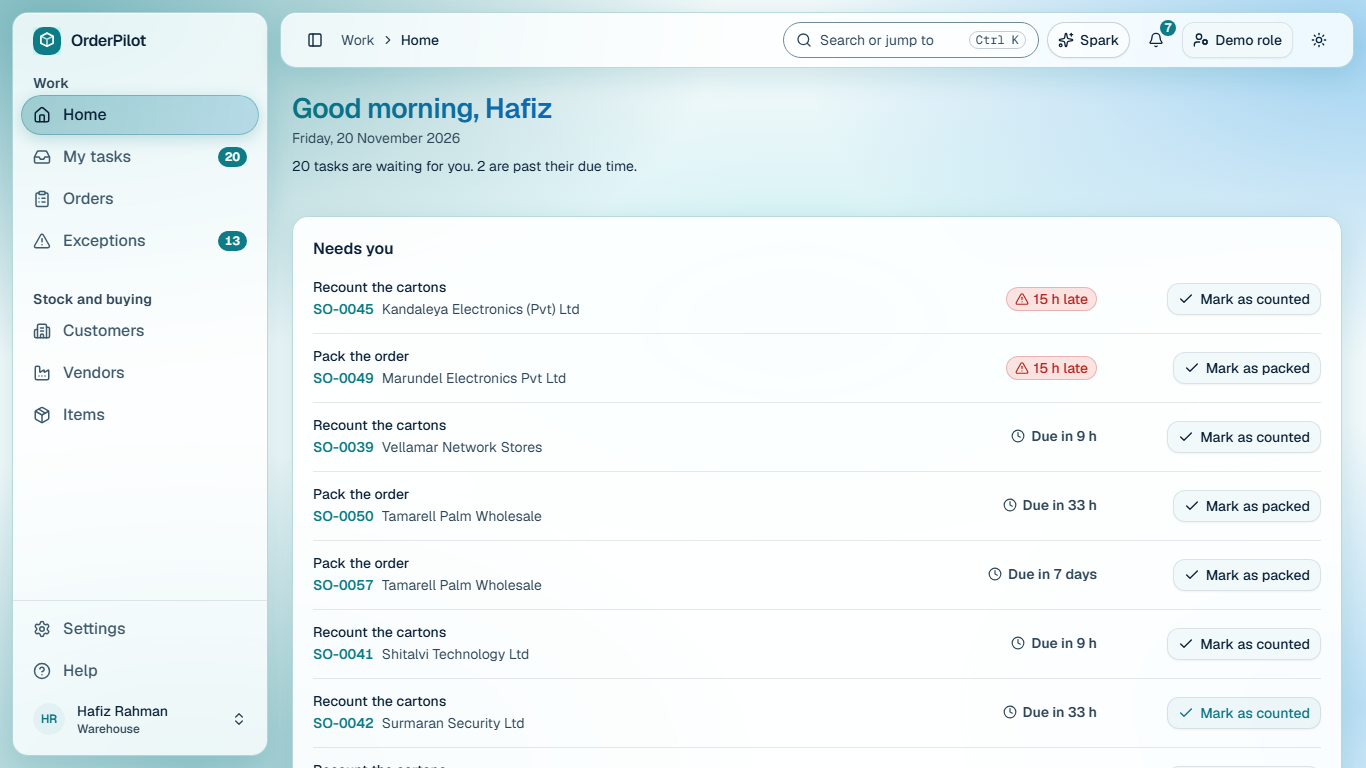 OrderPilot
Work
Home
My tasks 20
Orders
Exceptions 13
Stock and buying
Customers
Vendors
Items
Settings
Help
HR
Hafiz Rahman
Warehouse
Work > Home
Search or jump to Ctrl K
Spark
7
Demo role
Good morning, Hafiz
Friday, 20 November 2026
20 tasks are waiting for you. 2 are past their due time.
Needs you
Recount the cartons
SO-0045 Kandaleya Electronics (Pvt) Ltd
15 h late
Mark as counted
Pack the order
SO-0049 Marundel Electronics Pvt Ltd
15 h late
Mark as packed
Recount the cartons
SO-0039 Vellamar Network Stores
Due in 9 h
Mark as counted
Pack the order
SO-0050 Tamarell Palm Wholesale
Due in 33 h
Mark as packed
Pack the order
SO-0057 Tamarell Palm Wholesale
Due in 7 days
Mark as packed
Recount the cartons
SO-0041 Shitalvi Technology Ltd
Due in 9 h
Mark as counted
Recount the cartons
SO-0042 Surmaran Security Ltd
Due in 33 h
Mark as counted